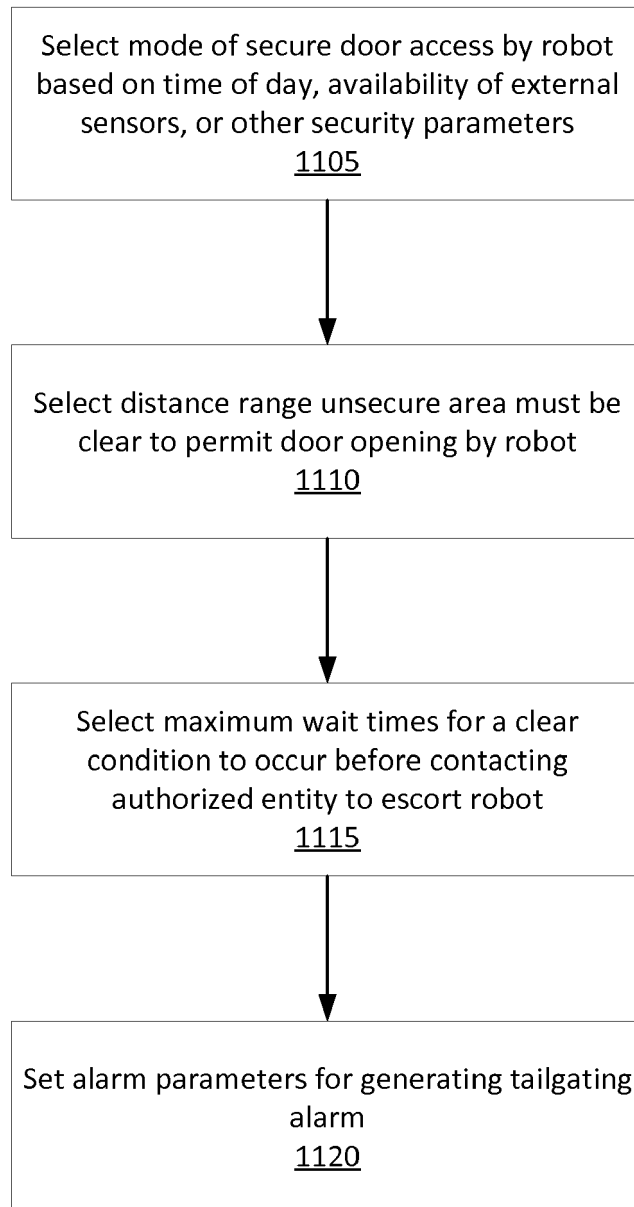 Select mode of secure door access by robot
based on time of day, availability of external
sensors, or other security parameters
1105
Select distance range unsecure area must be
clear to permit door opening by robot
1110
Select maximum wait times for a clear
condition to occur before contacting
authorized entity to escort robot
1115
Set alarm parameters for generating tailgating
alarm
1120